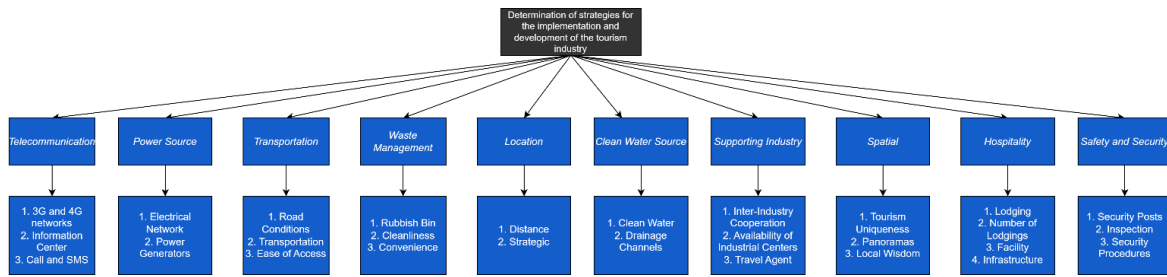 Determination of strategies for
the implementation and
development of the tourism
industry
Telecommunication
Power Source
Transportation
Waste
Management
Location
Clean Water Source
Supporting Industry
Spatial
Hospitality
Safety and Security
1. 3G and 4G
networks
2. Information
Center
3. Call and SMS
1. Electrical
Network
2. Power
Generators
1. Road
Conditions
2. Transportation
3. Ease of Access
1. Rubbish Bin
2. Cleanliness
3. Convenience
1. Distance
2. Strategic
1. Clean Water
2. Drainage
Channels
1. Inter-Industry
Cooperation
2. Availability of
Industrial Centers
3. Travel Agent
1. Tourism
Uniqueness
2. Panoramas
3. Local Wisdom
1. Lodging
2. Number of
Lodgings
3. Facility
4. Infrastructure
1. Security Posts
2. Inspection
3. Security
Procedures